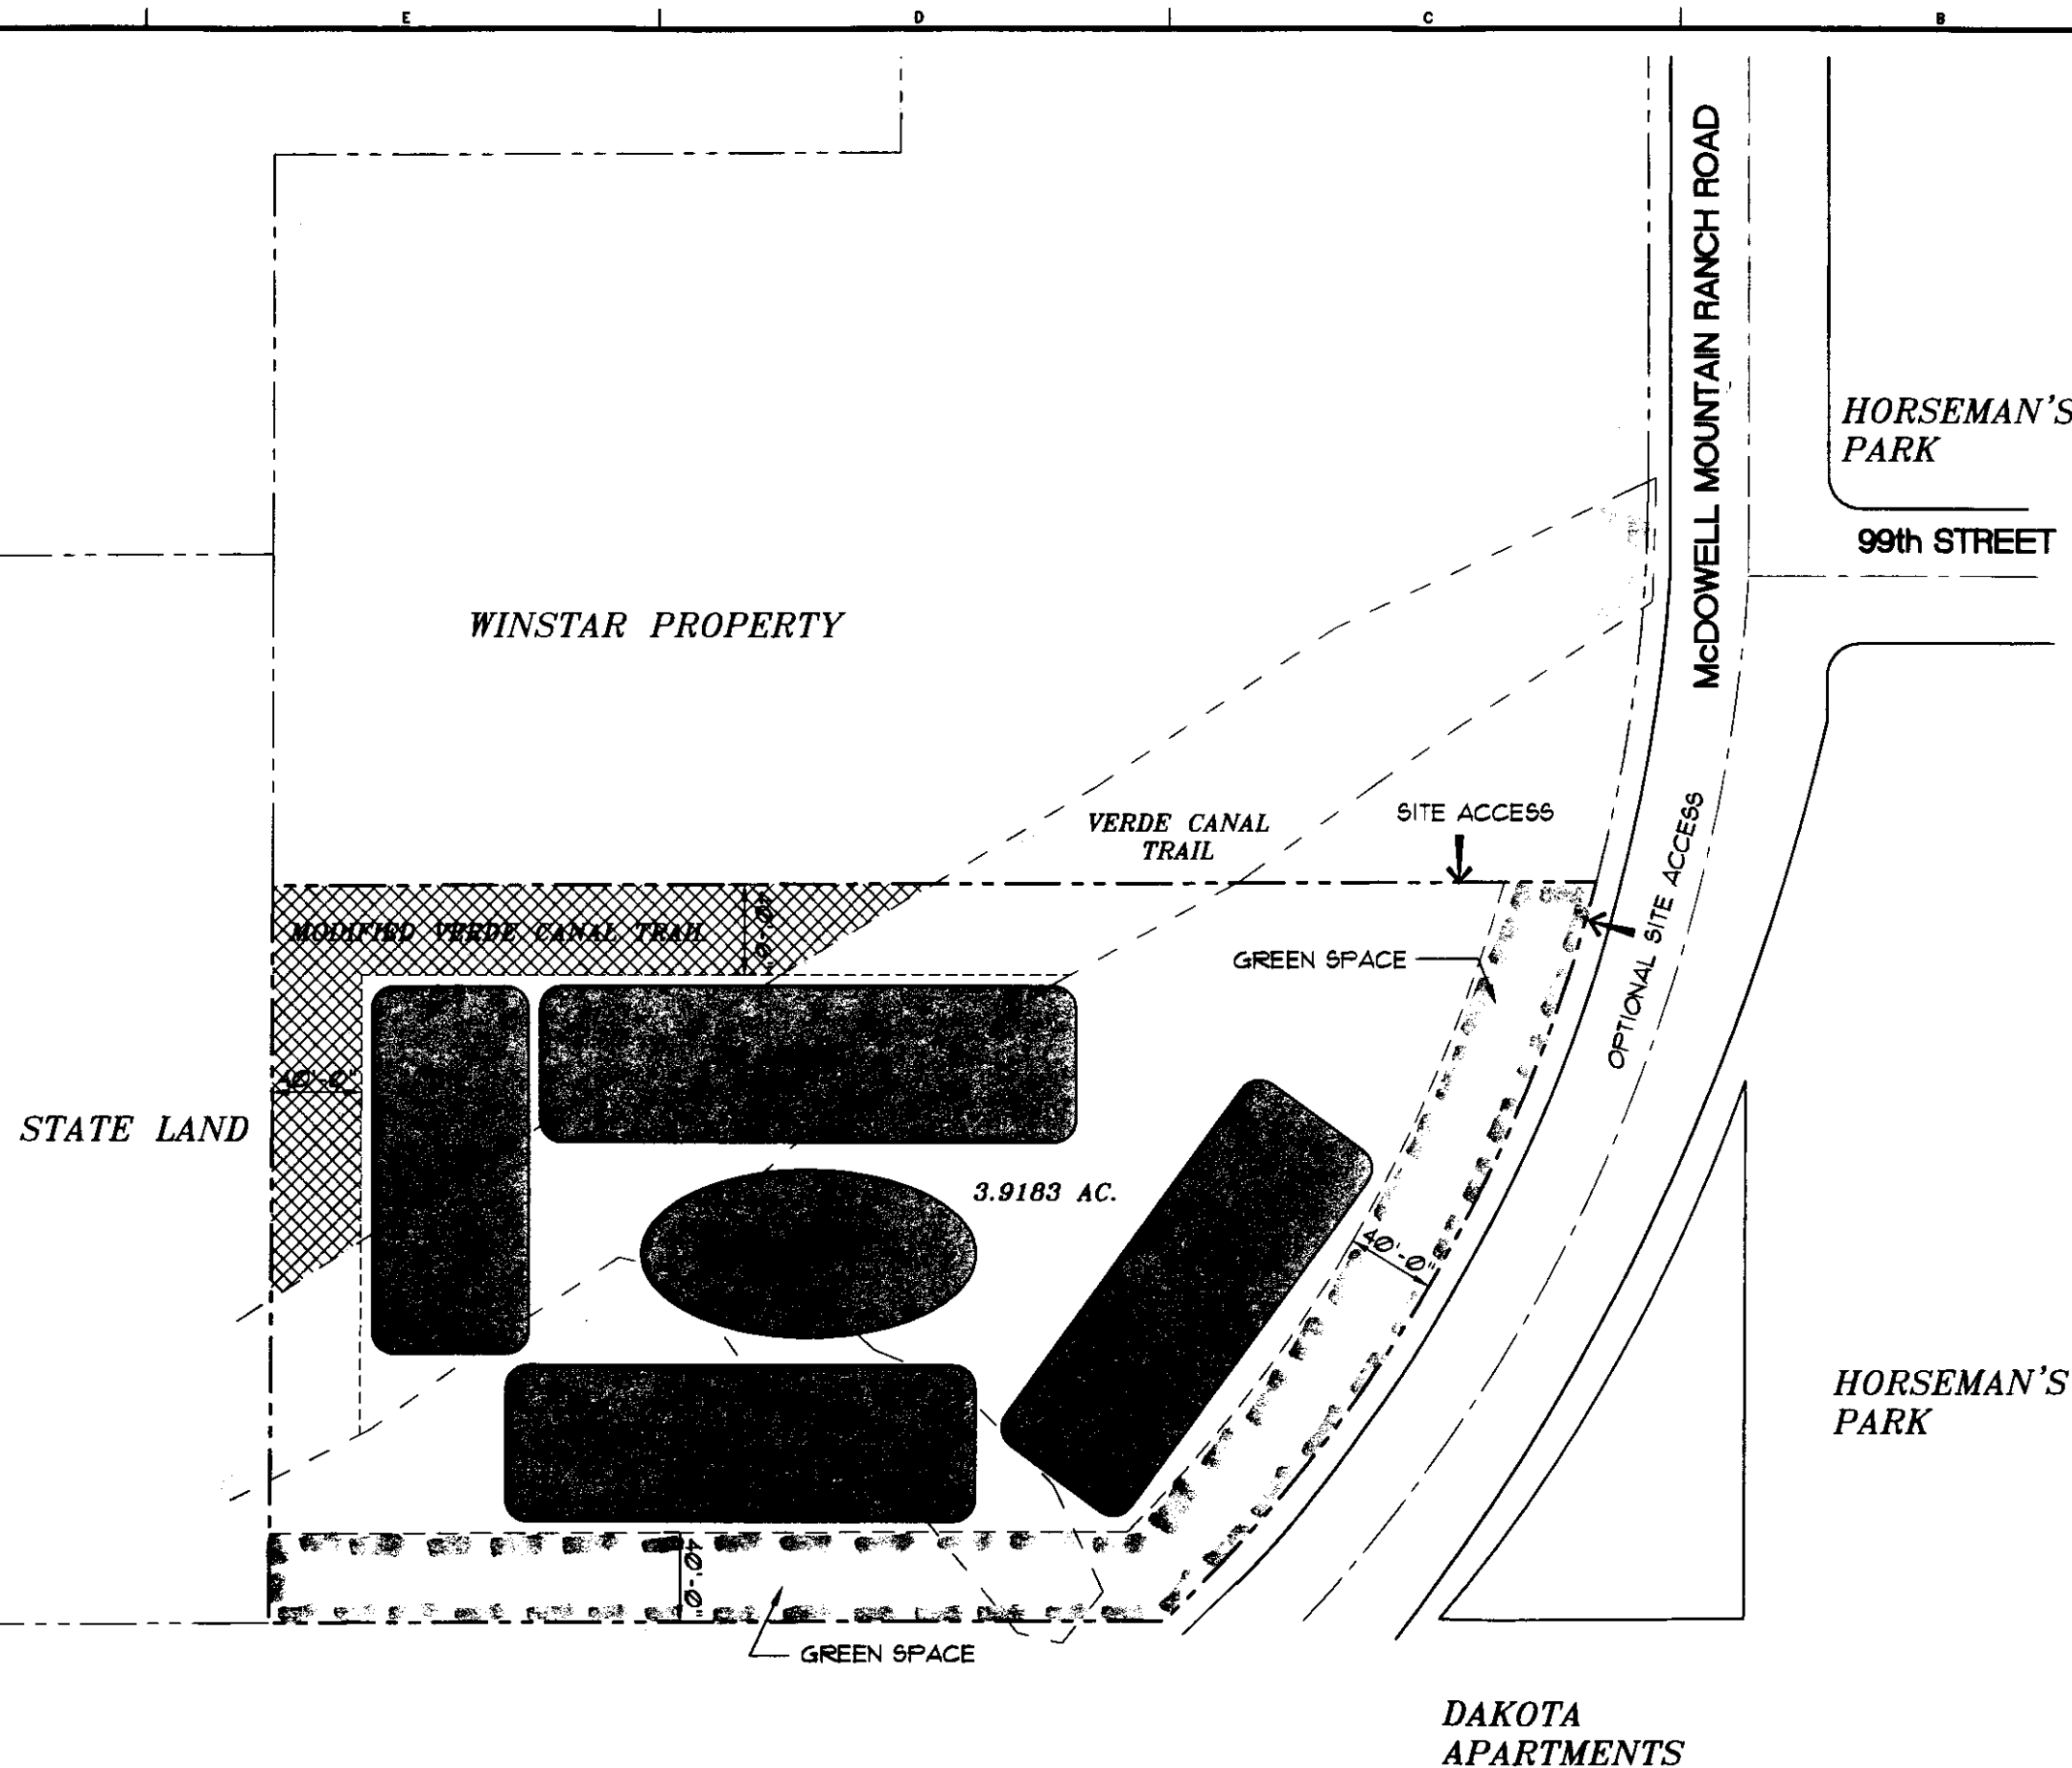 E
D
C
B
McDOWELL MOUNTAIN RANCH ROAD
HORSEMAN'S
PARK
99th STREET
WINSTAR PROPERTY
VERDE CANAL
TRAIL
SITE ACCESS
OPTIONAL SITE ACCESS
MODIFIED VERDE CANAL TRAIL
40'-0"
GREEN SPACE
40'-0"
STATE LAND
3.9183 AC.
40'-0"
HORSEMAN'S
PARK
40'-0"
GREEN SPACE
DAKOTA
APARTMENTS